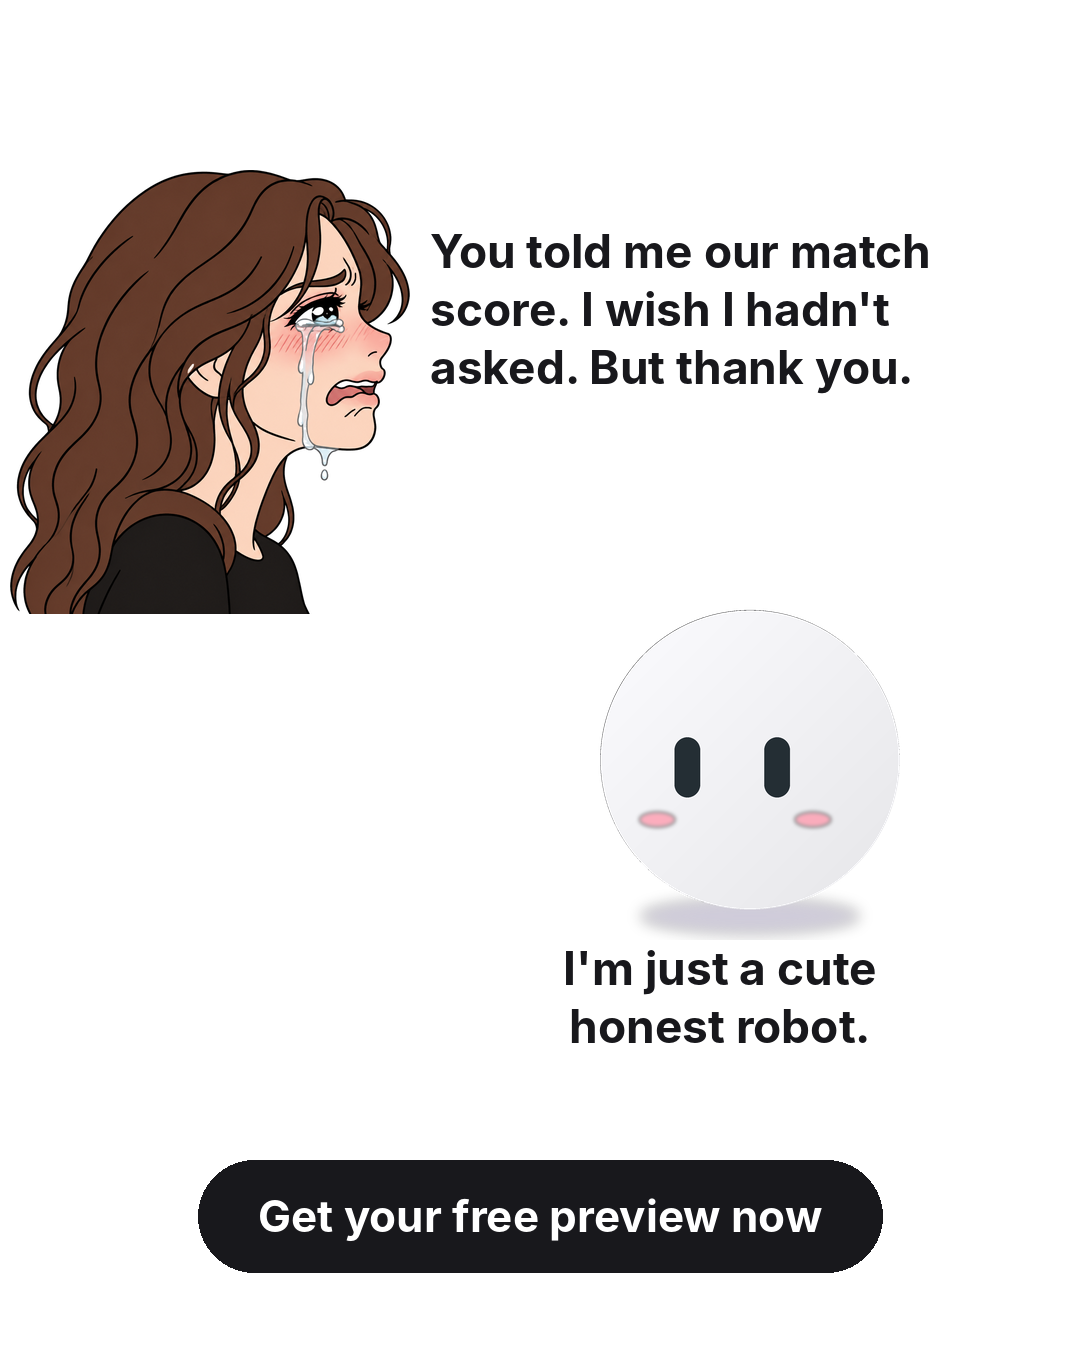 You told me our match
score. I wish I hadn't
asked. But thank you.
I'm just a cute
honest robot.
Get your free preview now